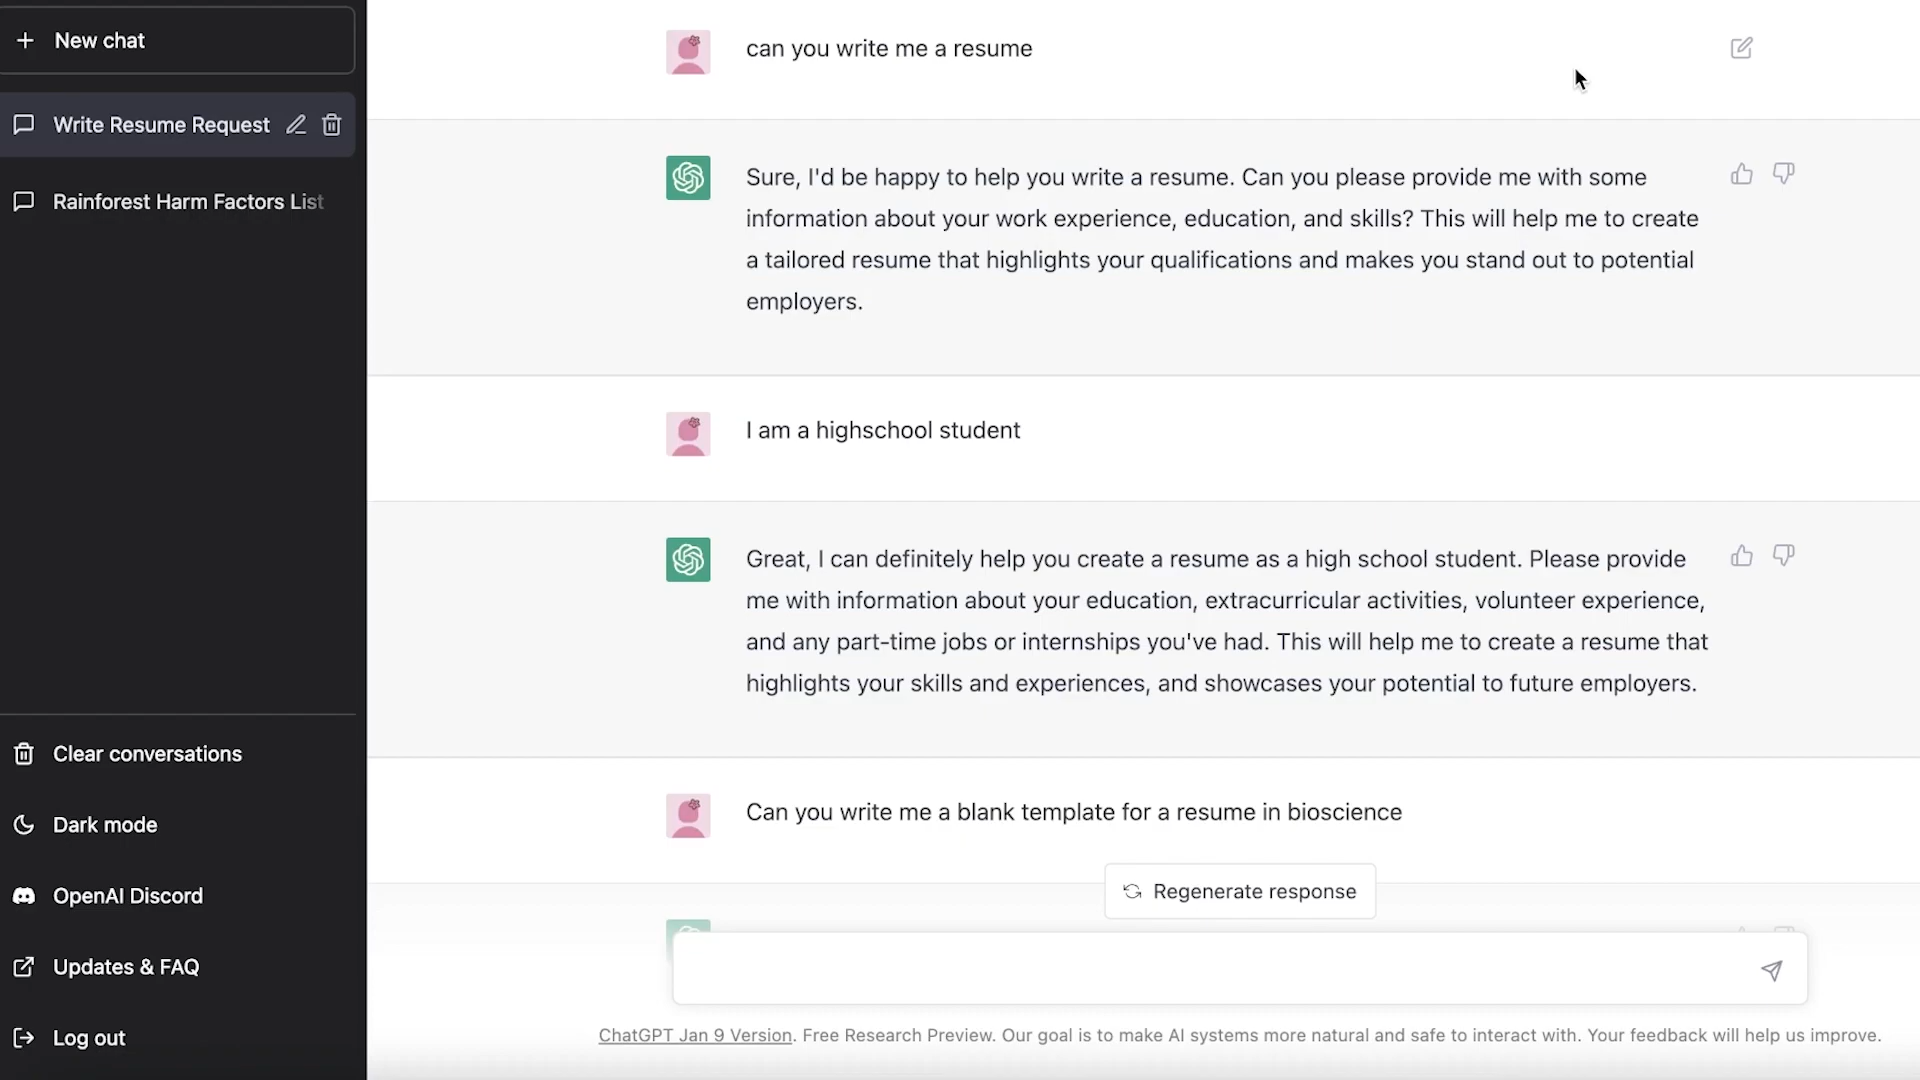 New chat
Write Resume Request
Rainforest Harm Factors List
Clear conversations
Dark mode
OpenAI Discord
Updates & FAQ
Log out
can you write me a resume
Sure, I'd be happy to help you write a resume. Can you please provide me with some
information about your work experience, education, and skills? This will help me to create
a tailored resume that highlights your qualifications and makes you stand out to potential
employers.
I am a highschool student
Great, I can definitely help you create a resume as a high school student. Please provide
me with information about your education, extracurricular activities, volunteer experience,
and any part-time jobs or internships you've had. This will help me to create a resume that
highlights your skills and experiences, and showcases your potential to future employers.
Can you write me a blank template for a resume in bioscience
Regenerate response
ChatGPT Jan 9 Version. Free Research Preview. Our goal is to make AI systems more natural and safe to interact with. Your feedback will help us improve.